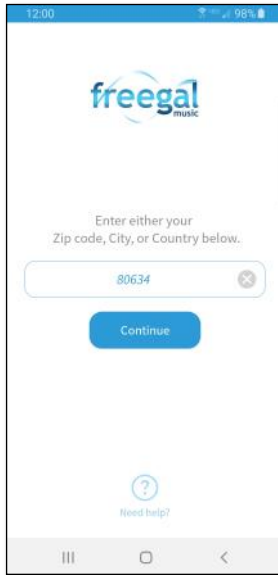 12:00
98%
freegal
music
Enter either your
Zip code, City, or Country below.
80634
Continue
?
Need help?